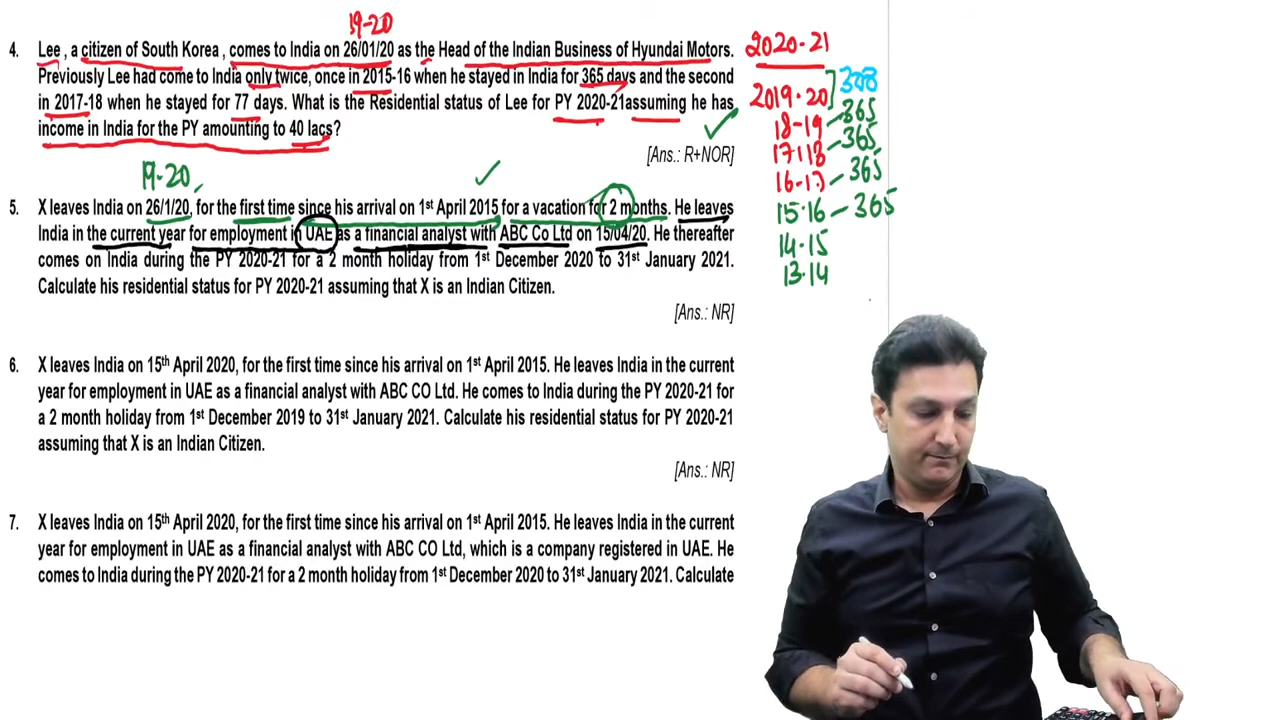 19-20
4. Lee , a citizen of South Korea , comes to India on 26/01/20 as the Head of the Indian Business of Hyundai Motors.
Previously Lee had come to India only twice, once in 2015-16 when he stayed in India for 365 days and the second
in 2017-18 when he stayed for 77 days. What is the Residential status of Lee for PY 2020-21assuming he has
income in India for the PY amounting to 40 lacs?
[Ans.: R+NOR]
19-20
5. X leaves India on 26/1/20, for the first time since his arrival on 1st April 2015 for a vacation for 2 months. He leaves
India in the current year for employment in UAE as a financial analyst with ABC Co Ltd on 15/04/20. He thereafter
comes on India during the PY 2020-21 for a 2 month holiday from 1st December 2020 to 31st January 2021.
Calculate his residential status for PY 2020-21 assuming that X is an Indian Citizen.
[Ans.: NR]
6. X leaves India on 15th April 2020, for the first time since his arrival on 1st April 2015. He leaves India in the current
year for employment in UAE as a financial analyst with ABC CO Ltd. He comes to India during the PY 2020-21 for
a 2 month holiday from 1st December 2019 to 31st January 2021. Calculate his residential status for PY 2020-21
assuming that X is an Indian Citizen.
[Ans.: NR]
7. X leaves India on 15th April 2020, for the first time since his arrival on 1st April 2015. He leaves India in the current
year for employment in UAE as a financial analyst with ABC CO Ltd, which is a company registered in UAE. He
comes to India during the PY 2020-21 for a 2 month holiday from 1st December 2020 to 31st January 2021. Calculate
2020-21
2019-20
18-19 - 365
17-18 - 365
16-17 - 365
15-16 - 365
14-15
13-14